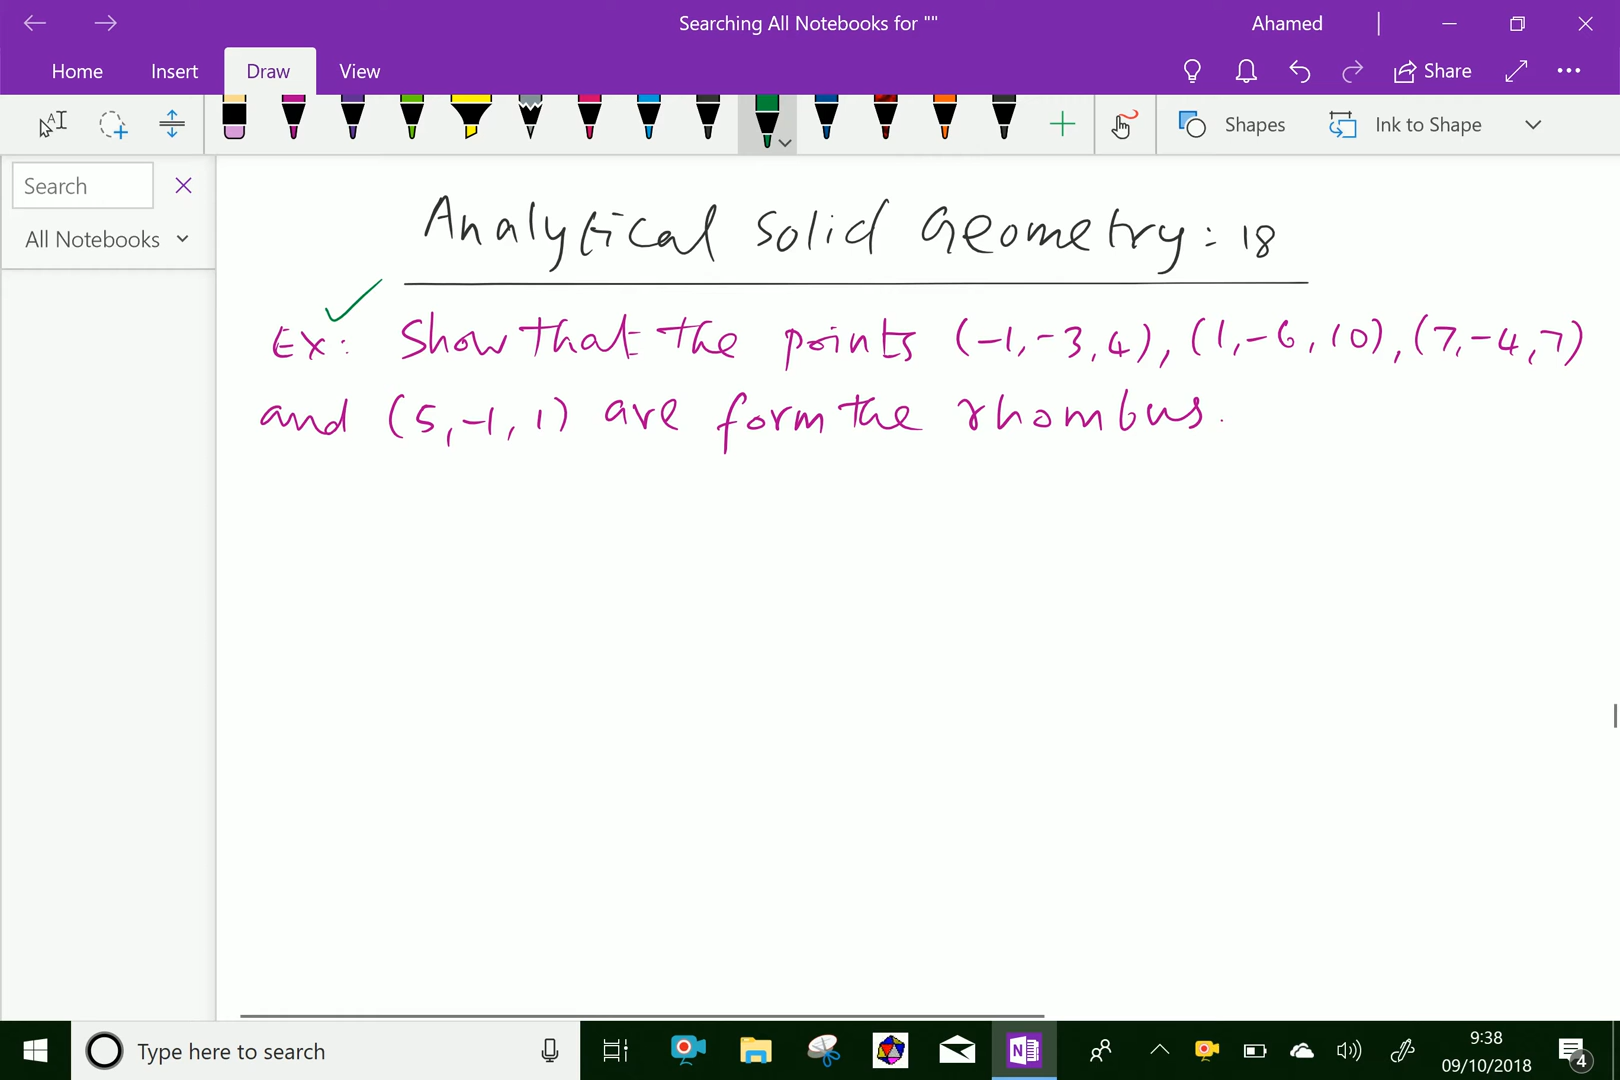 Searching All Notebooks for ""
Ahamed
Home Insert Draw View
Share
Shapes Ink to Shape
Search
All Notebooks
Analytical Solid Geometry: 18
Ex: Show that the points (-1,-3,4), (1,-6,10), (7,-4,7)
and (5,-1,1) are form the rhombus.
Type here to search
N
9:38
09/10/2018
4